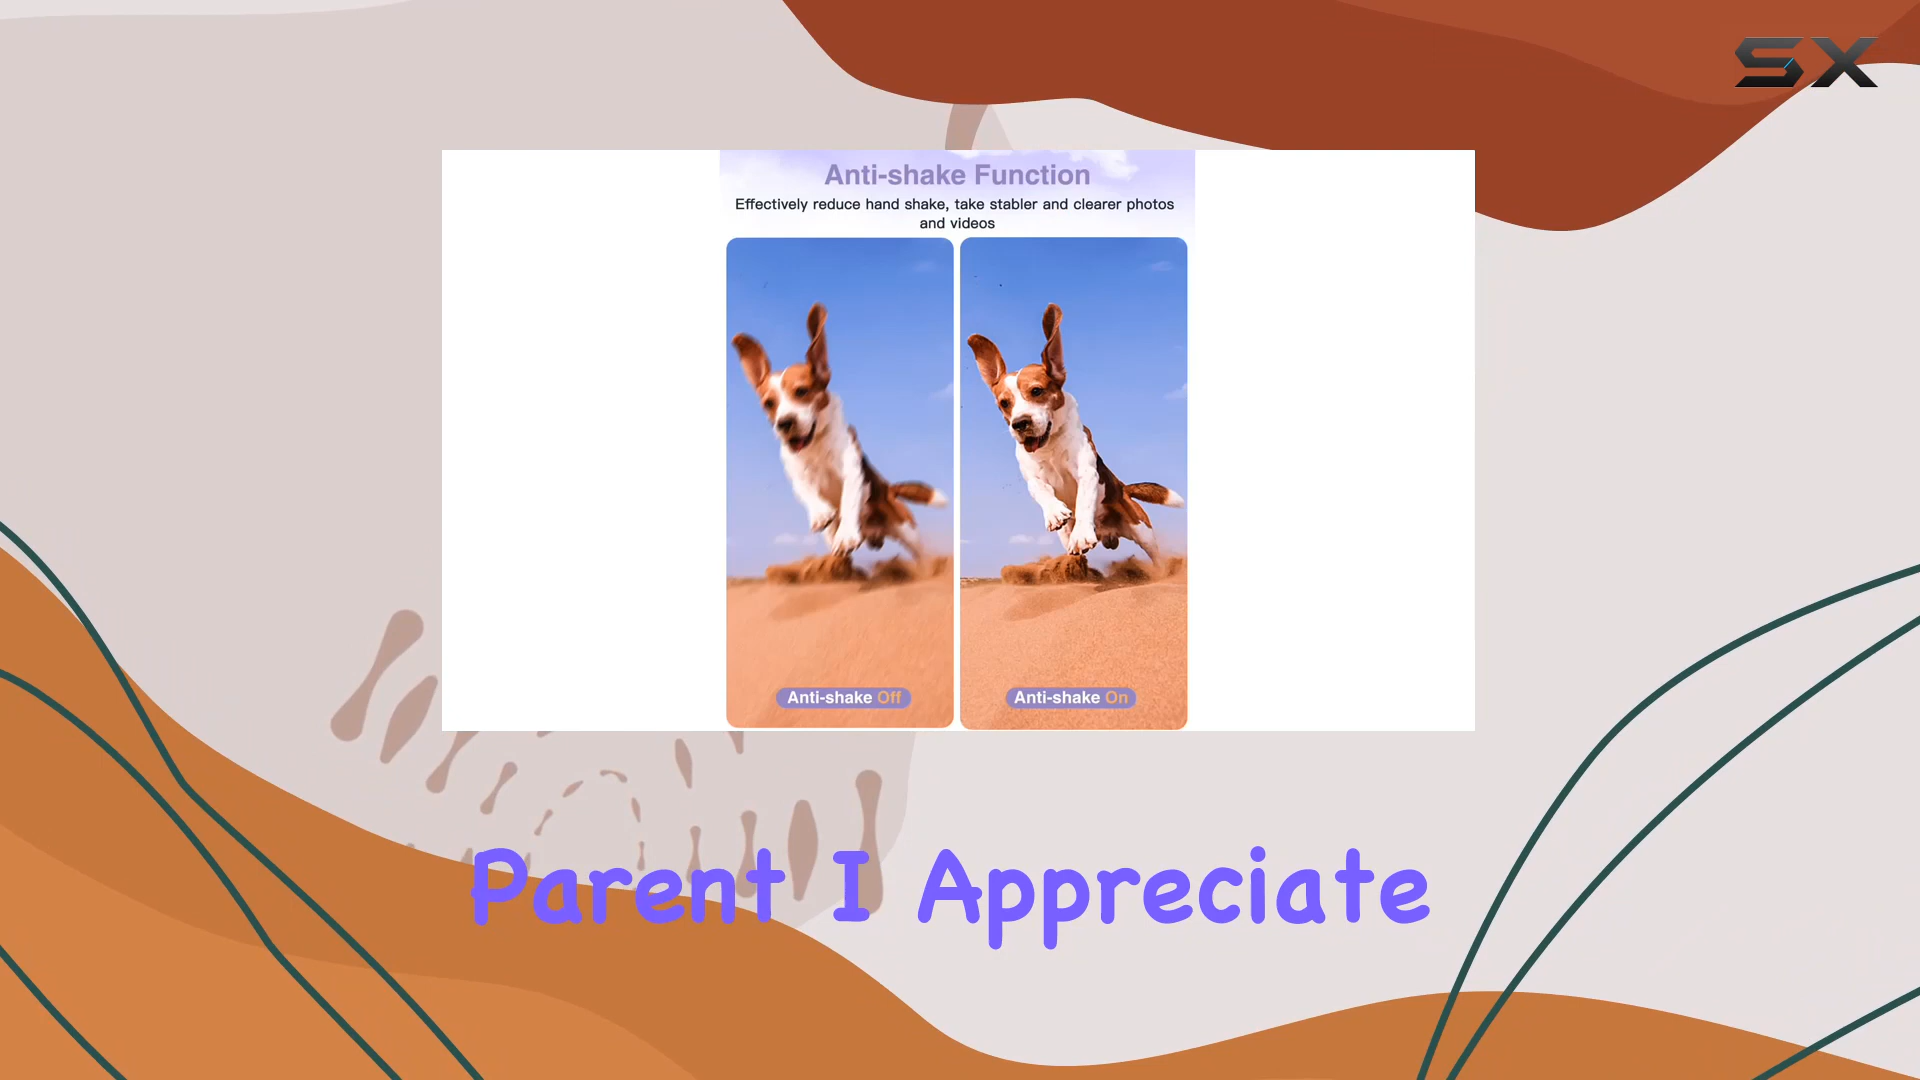 SX
Anti-shake Function
Effectively reduce hand shake, take stabler and clearer photos
and videos
Anti-shake Off
Anti-shake On
Parent I Appreciate